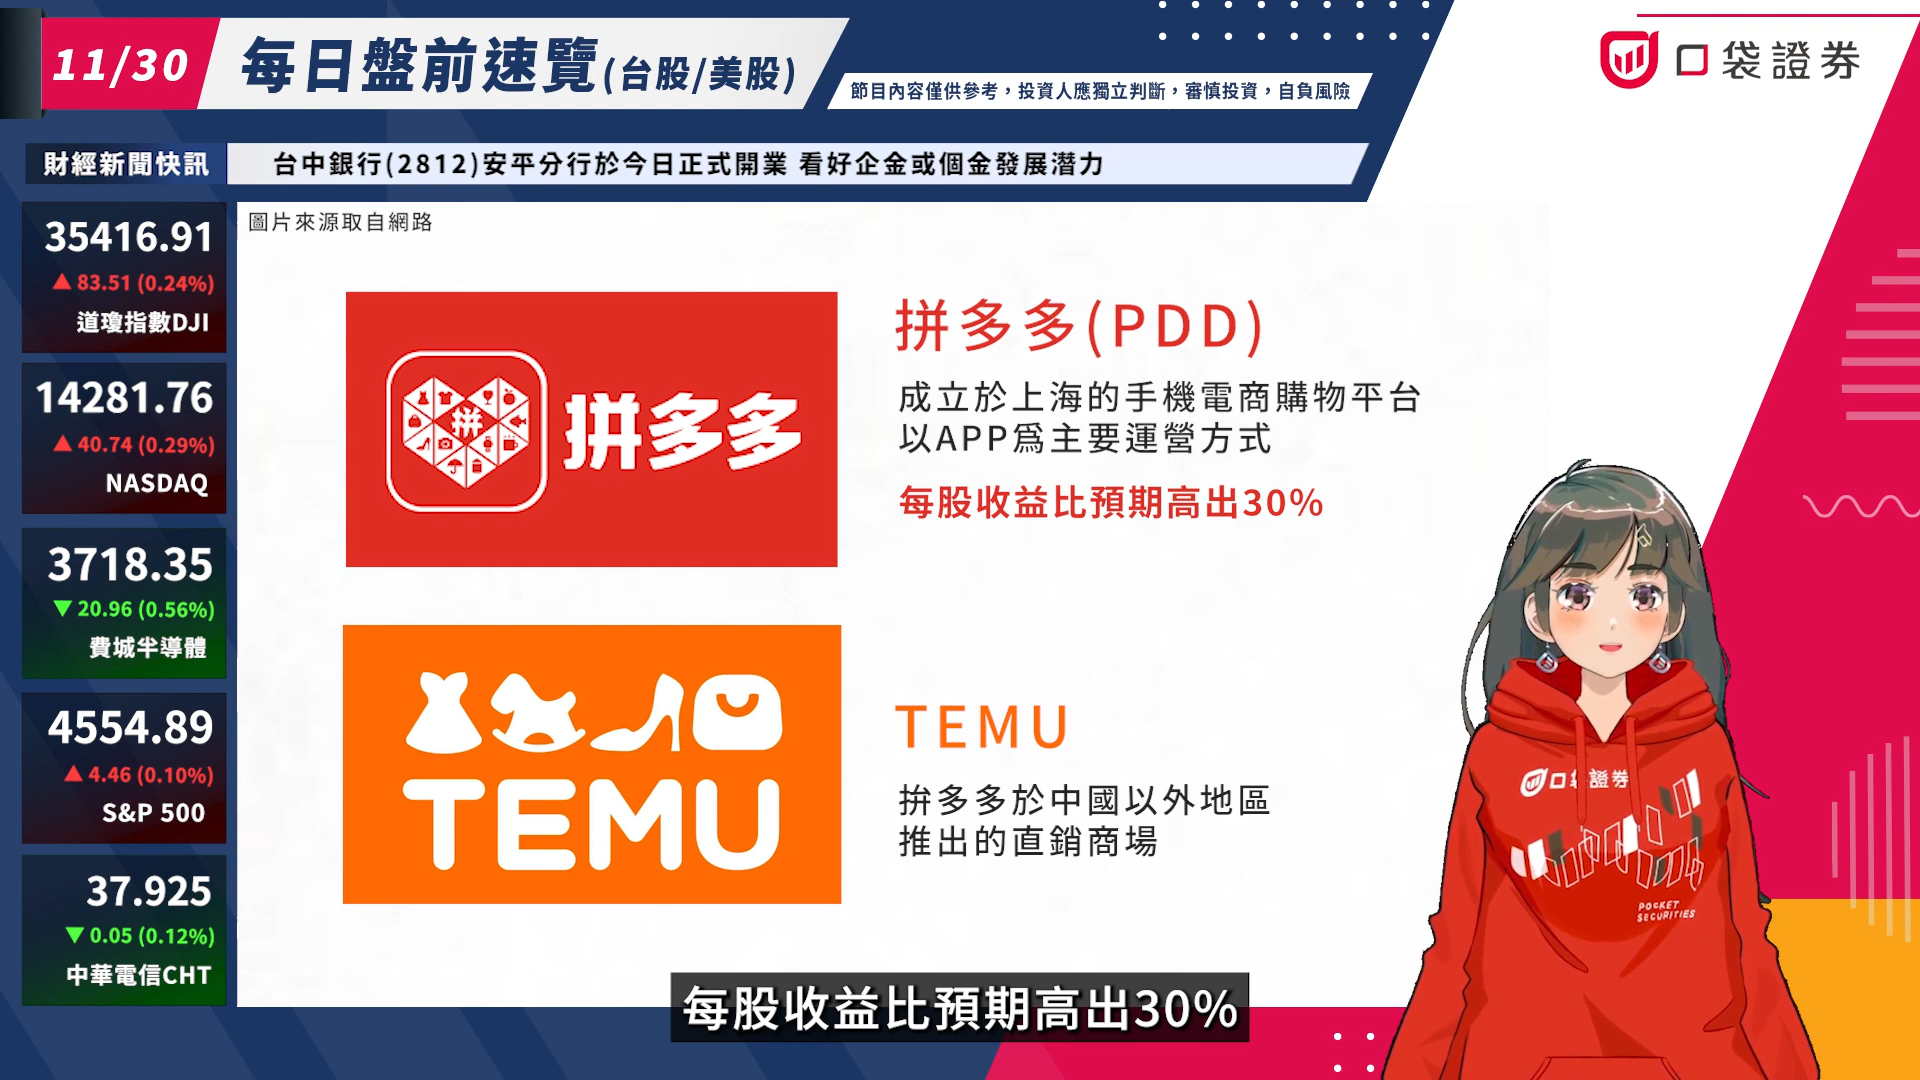 11/30
每日盤前速覽(台股/美股)
節目內容僅供參考，投資人應獨立判斷，審慎投資，自負風險
口袋證券
財經新聞快訊
台中銀行(2812)安平分行於今日正式開業 看好企金或個金發展潛力
35416.91
▲83.51 (0.24%)
道瓊指數DJI
14281.76
▲40.74 (0.29%)
NASDAQ
3718.35
▼20.96 (0.56%)
費城半導體
4554.89
▲4.46 (0.10%)
S&P 500
37.925
▼0.05 (0.12%)
中華電信CHT
圖片來源取自網路
拼
拼多多
拼多多(PDD)
成立於上海的手機電商購物平台
以APP爲主要運營方式
每股收益比預期高出30%
TEMU
TEMU
拚多多於中國以外地區
推出的直銷商場
口袋證券
POCKET
SECURITIES
每股收益比預期高出30%